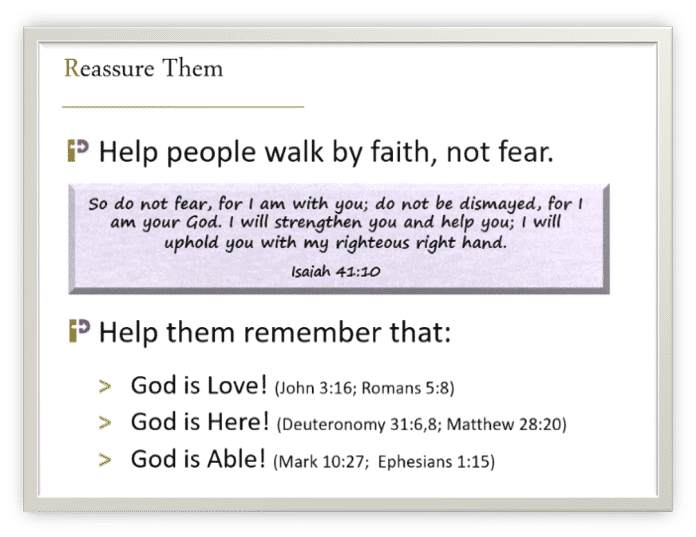 Reassure Them
Help people walk by faith, not fear.
So do not fear, for I am with you; do not be dismayed, for I
am your God. I will strengthen you and help you; I will
uphold you with my righteous right hand.
Isaiah 41:10
Help them remember that:
> God is Love! (John 3:16; Romans 5:8)
> God is Here! (Deuteronomy 31:6,8; Matthew 28:20)
> God is Able! (Mark 10:27; Ephesians 1:15)